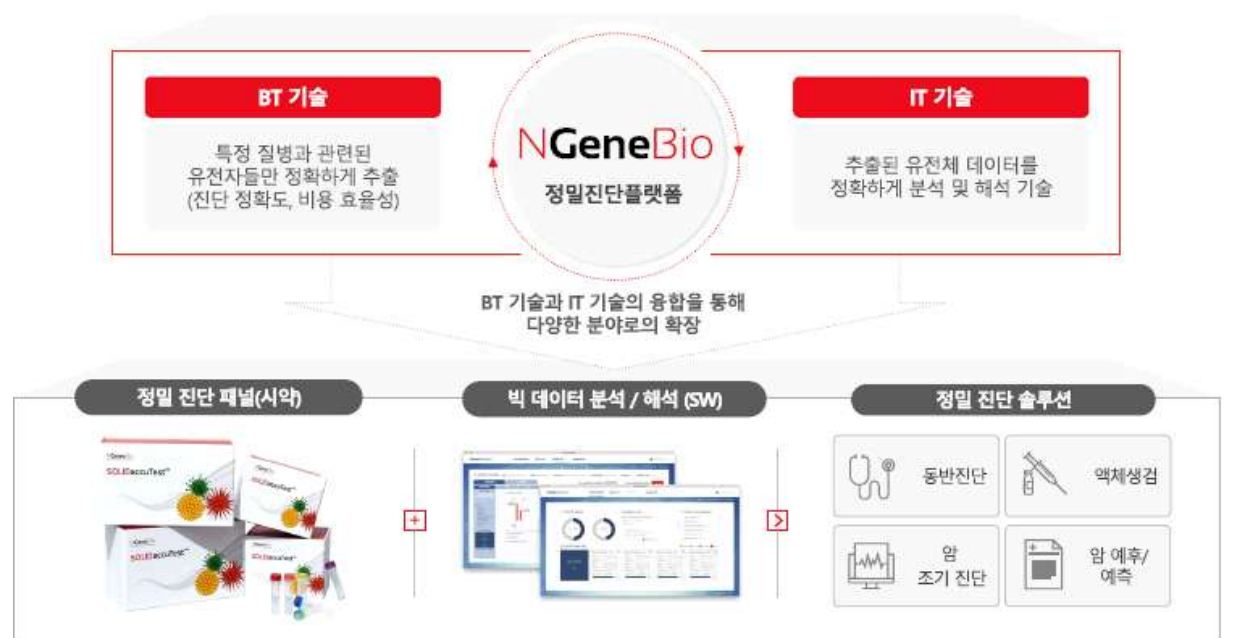 BT 기술
특정 질병과 관련된
유전자들만 정확하게 추출
(진단 정확도, 비용 효율성)
NGeneBio
정밀진단플랫폼
IT 기술
추출된 유전체 데이터를
정확하게 분석 및 해석 기술
BT 기술과 IT 기술의 융합을 통해
다양한 분야로의 확장
정밀 진단 패널(시약)
SOLIDaccuTest™
SOLIDaccuTest™
SOLIDaccuTest™
SOLIDaccuTest™
+
빅 데이터 분석 / 해석 (SW)
>
정밀 진단 솔루션
동반진단
액체생검
암
조기 진단
암 예후/
예측